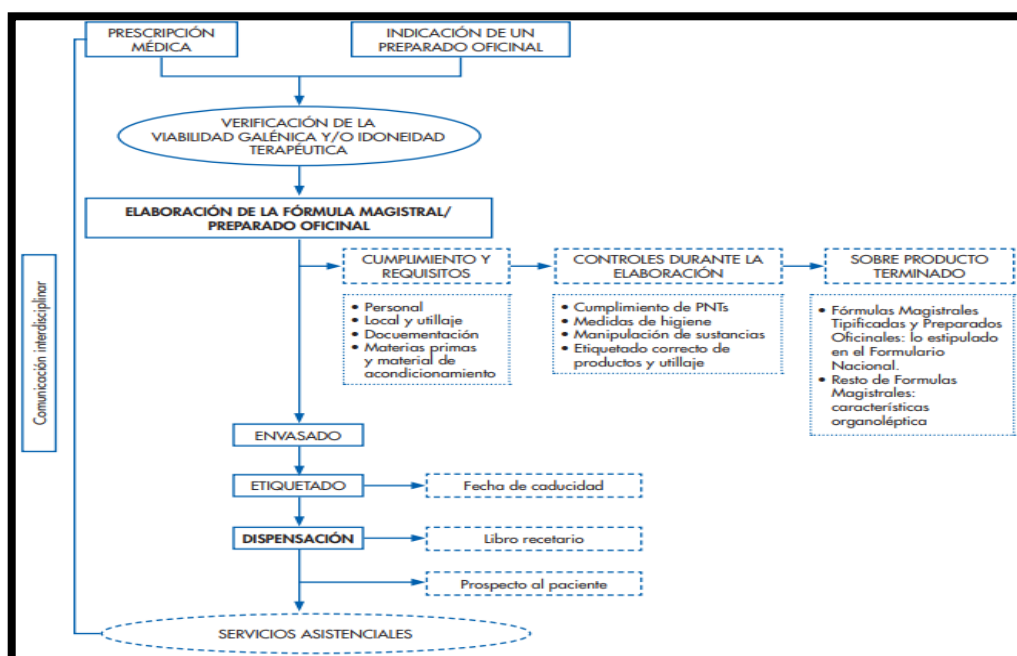 PRESCRIPCIÓN
MÉDICA
INDICACIÓN DE UN
PREPARADO OFICINAL
VERIFICACIÓN DE LA
VIABILIDAD GALÉNICA Y/O IDONEIDAD
TERAPÉUTICA
ELABORACIÓN DE LA FÓRMULA MAGISTRAL/
PREPARADO OFICINAL
CUMPLIMIENTO Y
REQUISITOS
• Personal
• Local y utillaje
• Docuementación
• Materias primas
y material de
acondicionamiento
CONTROLES DURANTE LA
ELABORACIÓN
• Cumplimiento de PNTs
• Medidas de higiene
• Manipulación de sustancias
• Etiquetado correcto de
productos y utillaje
SOBRE PRODUCTO
TERMINADO
• Fórmulas Magistrales
Tipificadas y Preparados
Oficinales: lo estipulado
en el Formulario
Nacional.
• Resto de Formulas
Magistrales:
características
organoléptica
Comunicación interdisciplinar
ENVASADO
ETIQUETADO
Fecha de caducidad
DISPENSACIÓN
Libro recetario
Prospecto al paciente
SERVICIOS ASISTENCIALES